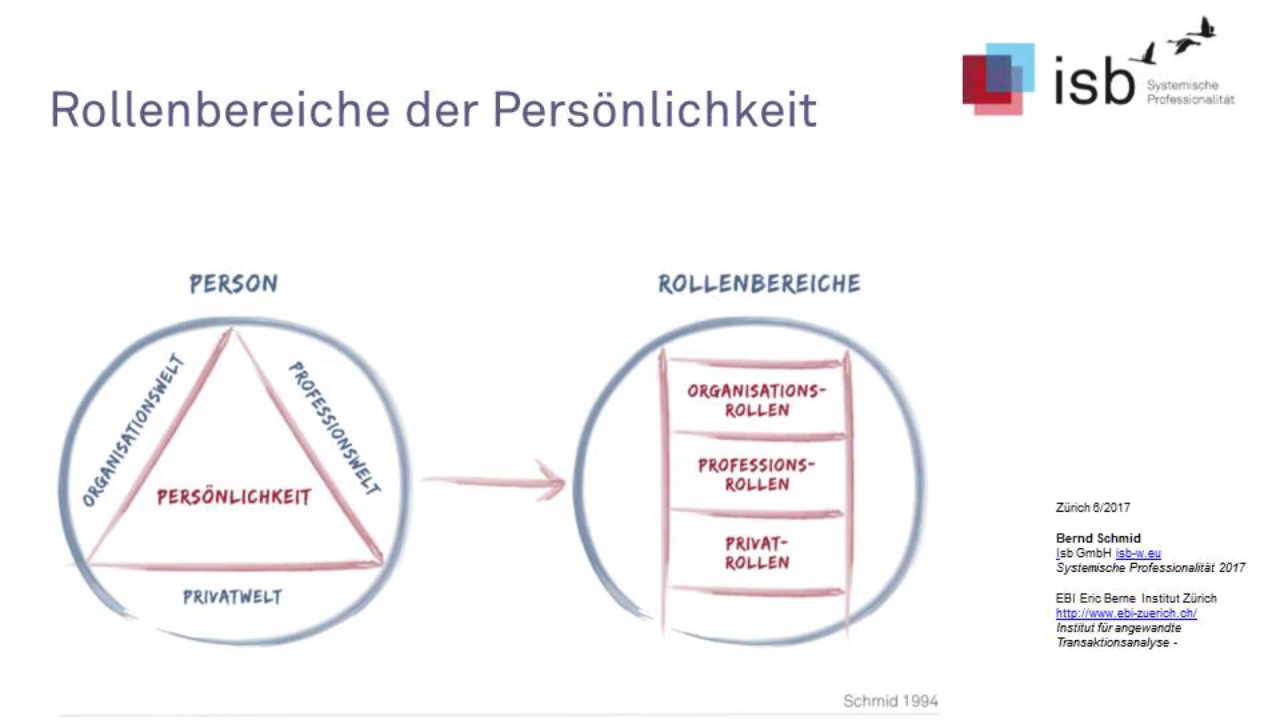 Rollenbereiche der Persönlichkeit
isb
Systemische
Professionalität
PERSON
ORGANISATIONSWELT
PROFESSIONSWELT
PERSÖNLICHKEIT
PRIVATWELT
ROLLENBEREICHE
ORGANISATIONS-
ROLLEN
PROFESSIONS-
ROLLEN
PRIVAT-
ROLLEN
Zürich 6/2017
Bernd Schmid
Isb GmbH isb-w.eu
Systemische Professionalität 2017
EBI Eric Berne Institut Zürich
http://www.ebi-zuerich.ch/
Institut für angewandte
Transaktionsanalyse -
Schmid 1994